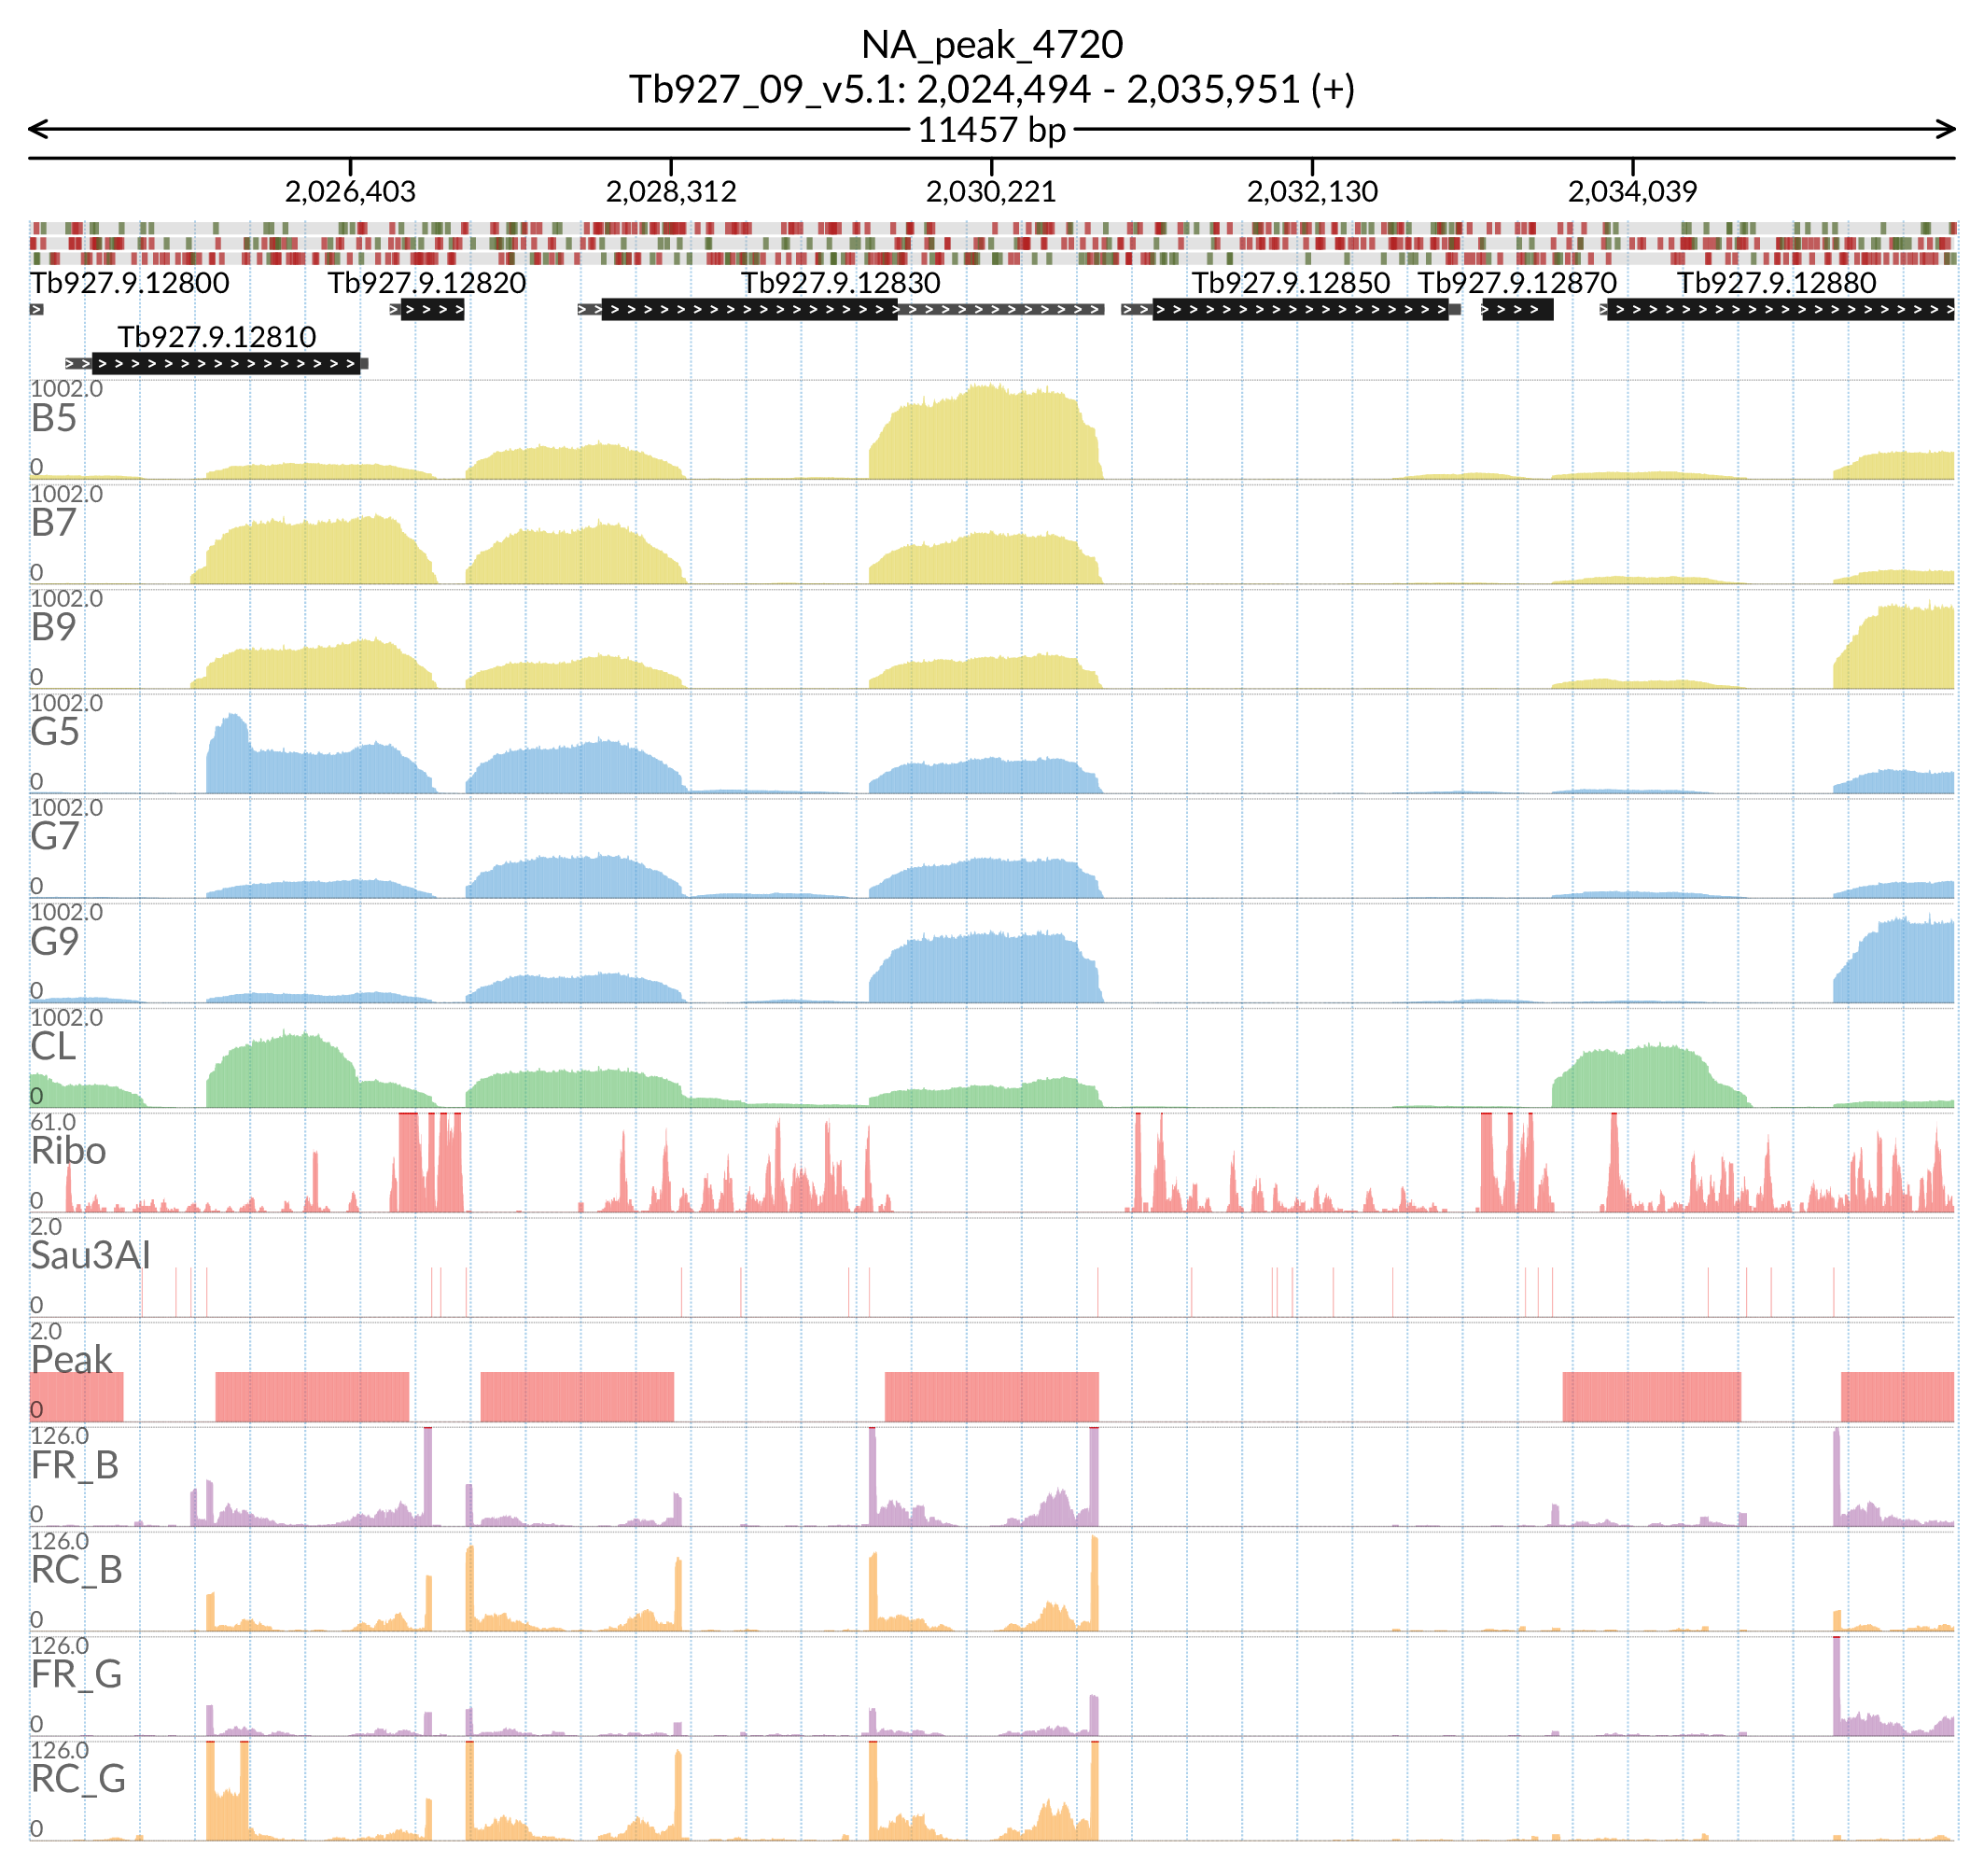 NA_peak_4720
Tb927_09_v5.1: 2,024,494 - 2,035,951 (+)
11457 bp
2,026,403 2,028,312 2,030,221 2,032,130 2,034,039
Tb927.9.12800 Tb927.9.12820 Tb927.9.12830 Tb927.9.12850 Tb927.9.12870 Tb927.9.12880
Tb927.9.12810
1002.0
B5
0
1002.0
B7
0
1002.0
B9
0
1002.0
G5
0
1002.0
G7
0
1002.0
G9
0
1002.0
CL
0
61.0
Ribo
0
2.0
Sau3AI
0
2.0
Peak
0
126.0
FR_B
0
126.0
RC_B
0
126.0
FR_G
0
126.0
RC_G
0